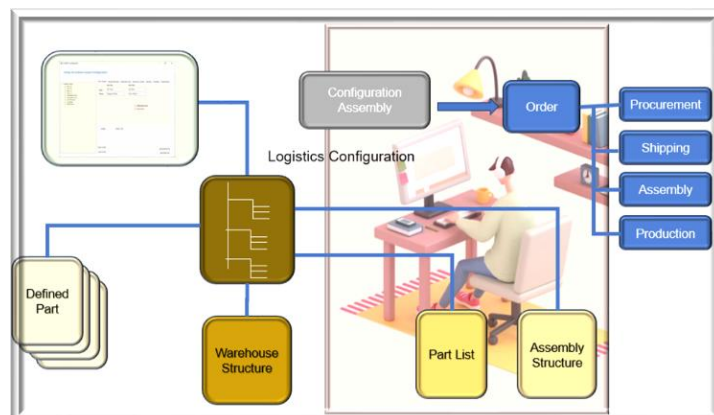 Configuration
Assembly
Order
Procurement
Shipping
Assembly
Production
Logistics Configuration
Defined
Part
Warehouse
Structure
Part List
Assembly
Structure